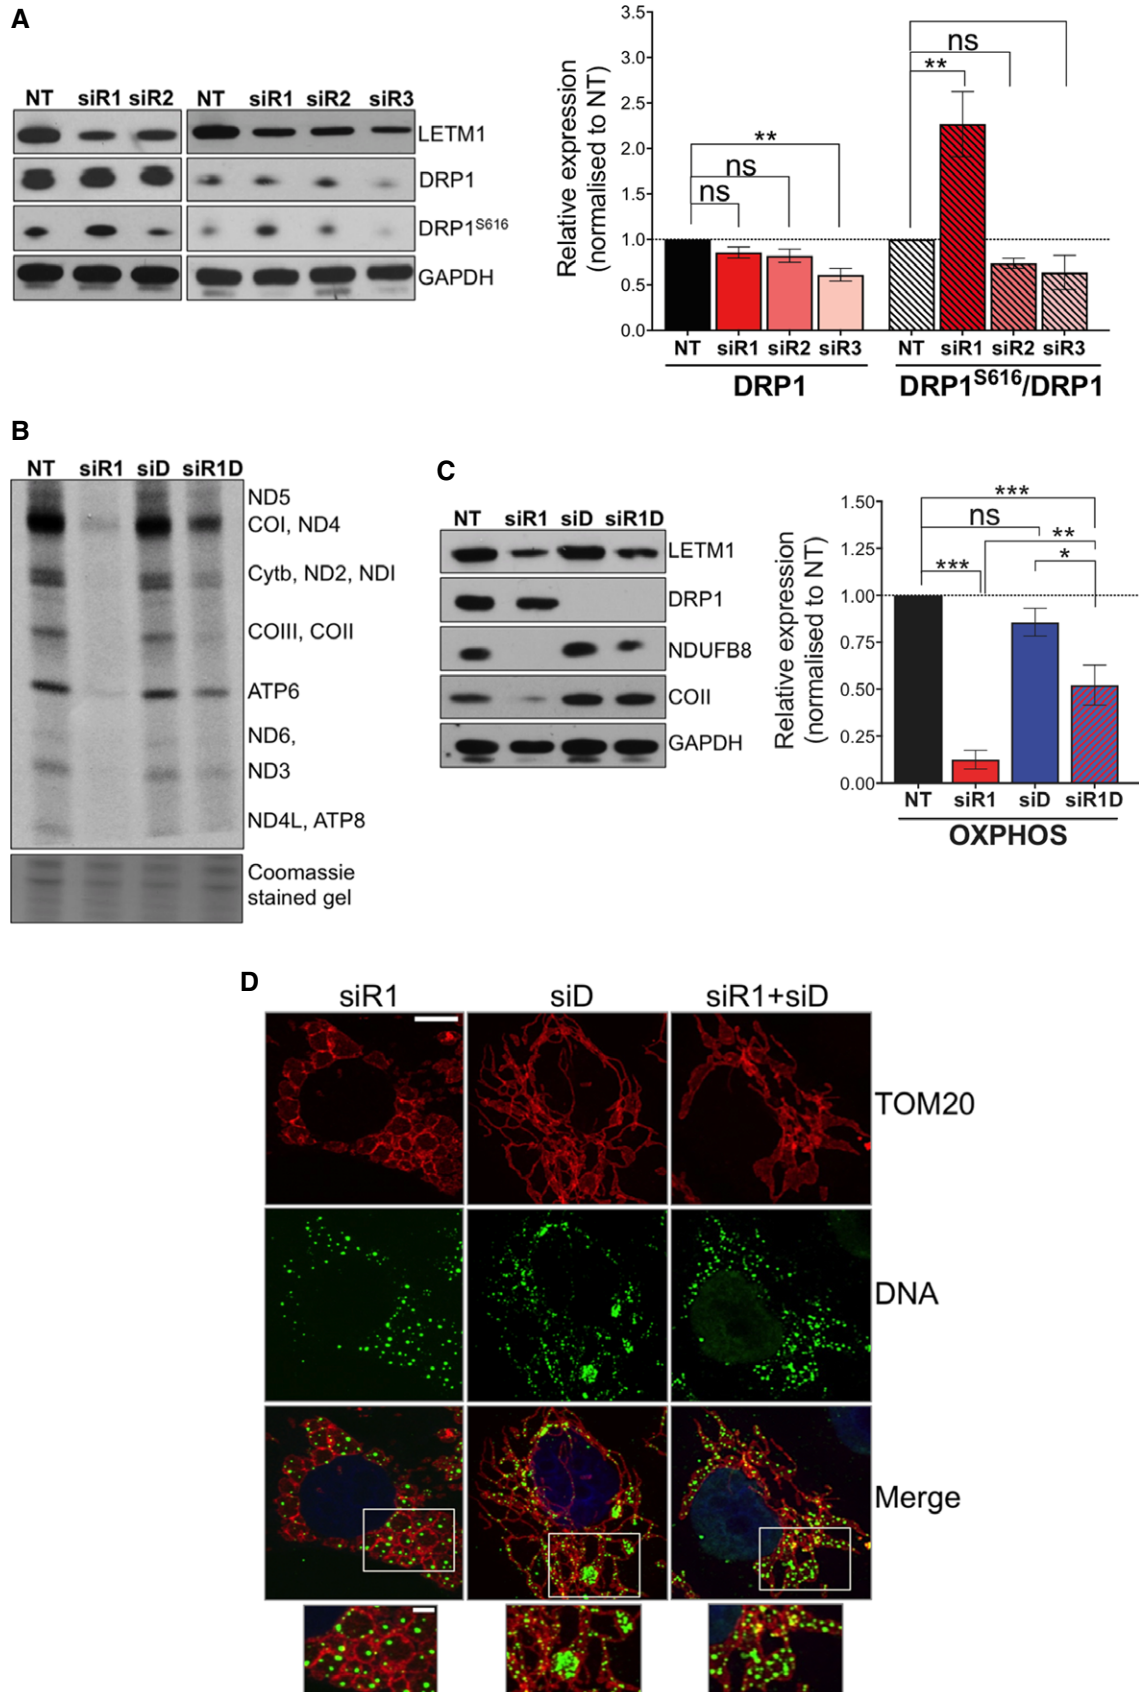 A
NT siR1 siR2 NT siR1 siR2 siR3
LETM1
DRP1
DRP1S616
GAPDH
Relative expression
(normalised to NT)
3.5
3.0
2.5
2.0
1.5
1.0
0.5
0.0
ns
ns
**
**
ns
NT siR1 siR2 siR3 NT siR1 siR2 siR3
DRP1 DRP1S616/DRP1
B
NT siR1 siD siR1D
ND5
COI, ND4
Cytb, ND2, NDI
COIII, COII
ATP6
ND6,
ND3
ND4L, ATP8
Coomassie
stained gel
C
NT siR1 siD siR1D
LETM1
DRP1
NDUFB8
COII
GAPDH
Relative expression
(normalised to NT)
1.50
1.25
1.00
0.75
0.50
0.25
0.00
***
ns
**
***
*
NT siR1 siD siR1D
OXPHOS
D
siR1 siD siR1+siD
TOM20
DNA
Merge